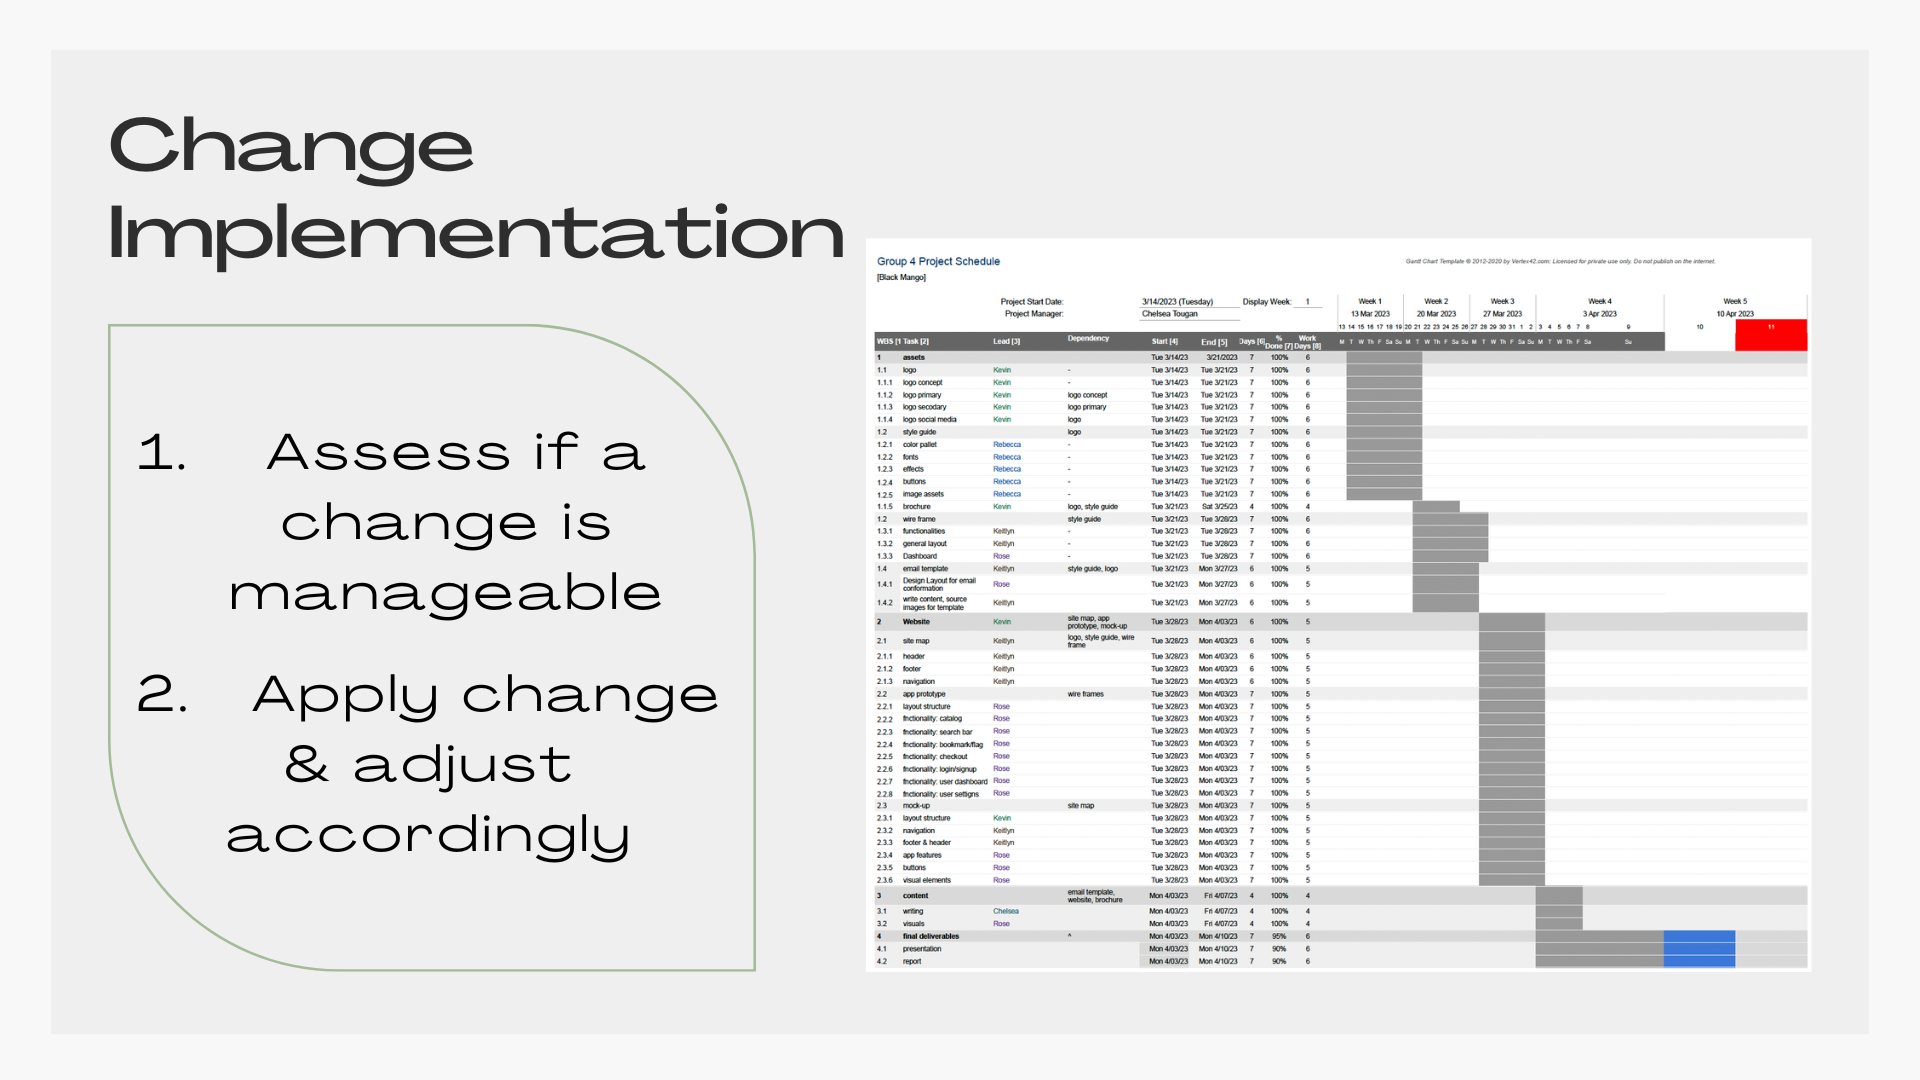 Change
Implementation
1. Assess if a
change is
manageable
2. Apply change
& adjust
accordingly
Group 4 Project Schedule
Gantt Chart Template © 2012-2020 by Vertex42.com: Licensed for private use only. Do not publish on the internet.
[Black Mango]
Project Start Date: 3/14/2023 (Tuesday) Display Week: 1 Week 1 Week 2 Week 3 Week 4 Week 5
Project Manager: Chelsea Tougan 13 Mar 2023 20 Mar 2023 27 Mar 2023 3 Apr 2023 10 Apr 2023
13 14 15 16 17 18 19 20 21 22 23 24 25 26 27 28 29 30 31 1 2 3 4 5 6 7 8 9 10 11
WBS [1 Task [2] Lead [3] Dependency Start [4] End [5] Days [6] % Done [7] Work Days [8] M T W Th F Sa Su M T W Th F Sa Su M T W Th F Sa Su M T W Th F Sa Su
1 assets Tue 3/14/23 3/21/2023 7 100% 6
1.1 logo Kevin - Tue 3/14/23 Tue 3/21/23 7 100% 6
1.1.1 logo concept Kevin - Tue 3/14/23 Tue 3/21/23 7 100% 6
1.1.2 logo primary Kevin logo concept Tue 3/14/23 Tue 3/21/23 7 100% 6
1.1.3 logo secodary Kevin logo primary Tue 3/14/23 Tue 3/21/23 7 100% 6
1.1.4 logo social media Kevin logo Tue 3/14/23 Tue 3/21/23 7 100% 6
1.2 style guide logo Tue 3/14/23 Tue 3/21/23 7 100% 6
1.2.1 color pallet Rebecca - Tue 3/14/23 Tue 3/21/23 7 100% 6
1.2.2 fonts Rebecca - Tue 3/14/23 Tue 3/21/23 7 100% 6
1.2.3 effects Rebecca - Tue 3/14/23 Tue 3/21/23 7 100% 6
1.2.4 buttons Rebecca - Tue 3/14/23 Tue 3/21/23 7 100% 6
1.2.5 image assets Rebecca - Tue 3/14/23 Tue 3/21/23 7 100% 6
1.1.5 brochure Kevin logo, style guide Tue 3/21/23 Sat 3/25/23 4 100% 4
1.2 wire frame style guide Tue 3/21/23 Tue 3/28/23 7 100% 6
1.3.1 functionalities Keitlyn - Tue 3/21/23 Tue 3/28/23 7 100% 6
1.3.2 general layout Keitlyn - Tue 3/21/23 Tue 3/28/23 7 100% 6
1.3.3 Dashboard Rose - Tue 3/21/23 Tue 3/28/23 7 100% 6
1.4 email template Keitlyn style guide, logo Tue 3/21/23 Mon 3/27/23 6 100% 5
1.4.1 Design Layout for email conformation Rose Tue 3/21/23 Mon 3/27/23 6 100% 5
1.4.2 write content, source images for template Keitlyn Tue 3/21/23 Mon 3/27/23 6 100% 5
2 Website Kevin site map, app prototype, mock-up Tue 3/28/23 Mon 4/03/23 6 100% 5
2.1 site map Keitlyn logo, style guide, wire frame Tue 3/28/23 Mon 4/03/23 6 100% 5
2.1.1 header Keitlyn Tue 3/28/23 Mon 4/03/23 6 100% 5
2.1.2 footer Keitlyn Tue 3/28/23 Mon 4/03/23 6 100% 5
2.1.3 navigation Keitlyn Tue 3/28/23 Mon 4/03/23 6 100% 5
2.2 app prototype wire frames Tue 3/28/23 Mon 4/03/23 7 100% 5
2.2.1 layout structure Rose Tue 3/28/23 Mon 4/03/23 7 100% 5
2.2.2 fnctionality: catalog Rose Tue 3/28/23 Mon 4/03/23 7 100% 5
2.2.3 fnctionality: search bar Rose Tue 3/28/23 Mon 4/03/23 7 100% 5
2.2.4 fnctionality: bookmark/flag Rose Tue 3/28/23 Mon 4/03/23 7 100% 5
2.2.5 fnctionality: checkout Rose Tue 3/28/23 Mon 4/03/23 7 100% 5
2.2.6 fnctionality: login/signup Rose Tue 3/28/23 Mon 4/03/23 7 100% 5
2.2.7 fnctionality: user dashboard Rose Tue 3/28/23 Mon 4/03/23 7 100% 5
2.2.8 fnctionality: user settigns Rose Tue 3/28/23 Mon 4/03/23 7 100% 5
2.3 mock-up site map Tue 3/28/23 Mon 4/03/23 7 100% 5
2.3.1 layout structure Kevin Tue 3/28/23 Mon 4/03/23 7 100% 5
2.3.2 navigation Keitlyn Tue 3/28/23 Mon 4/03/23 7 100% 5
2.3.3 footer & header Keitlyn Tue 3/28/23 Mon 4/03/23 7 100% 5
2.3.4 app features Rose Tue 3/28/23 Mon 4/03/23 7 100% 5
2.3.5 buttons Rose Tue 3/28/23 Mon 4/03/23 7 100% 5
2.3.6 visual elements Rose Tue 3/28/23 Mon 4/03/23 7 100% 5
3 content email template, website, brochure Mon 4/03/23 Fri 4/07/23 4 100% 4
3.1 writing Chelsea Mon 4/03/23 Fri 4/07/23 4 100% 4
3.2 visuals Rose Mon 4/03/23 Fri 4/07/23 4 100% 4
4 final deliverables ^ Mon 4/03/23 Mon 4/10/23 7 95% 6
4.1 presentation Mon 4/03/23 Mon 4/10/23 7 90% 6
4.2 report Mon 4/03/23 Mon 4/10/23 7 90% 6